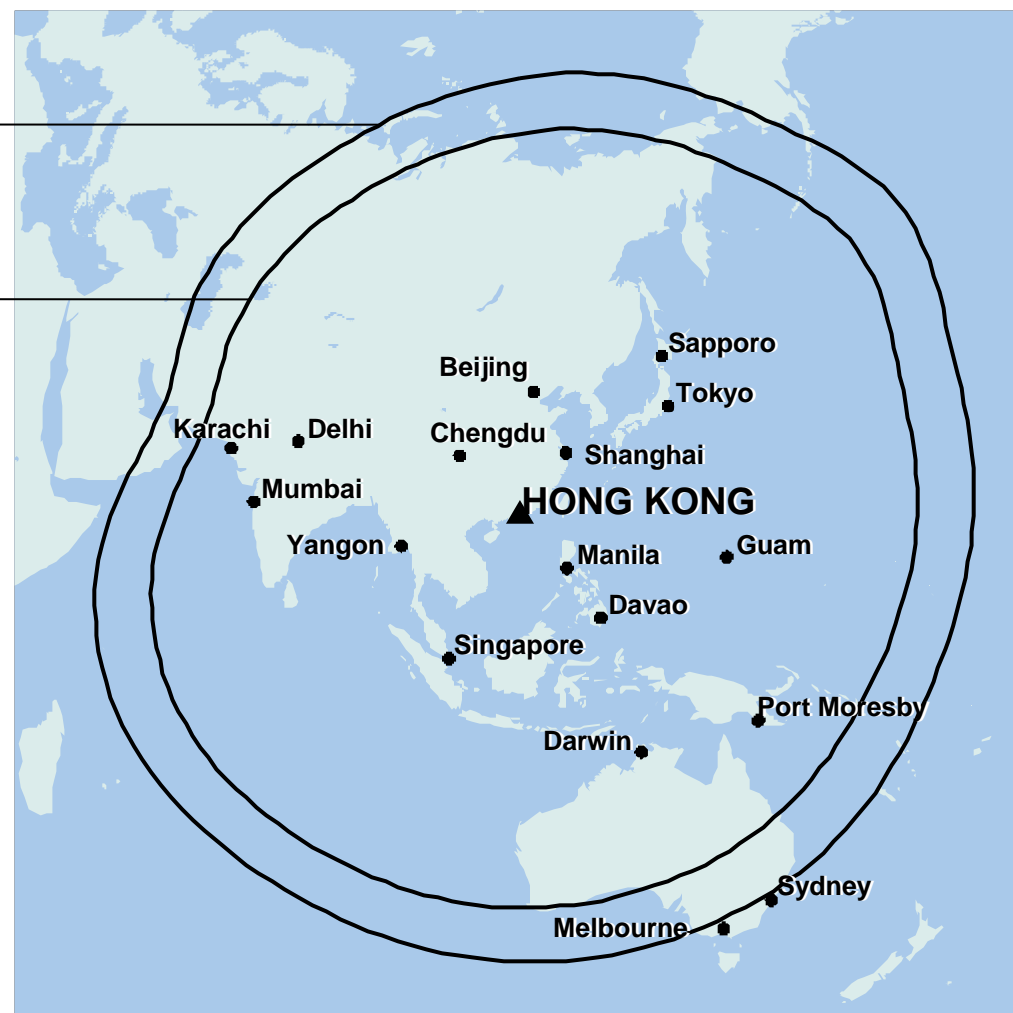 Sapporo
Beijing
Tokyo
Karachi
Delhi
Chengdu
Shanghai
Mumbai
HONG KONG
Yangon
Manila
Guam
Davao
Singapore
Port Moresby
Darwin
Sydney
Melbourne